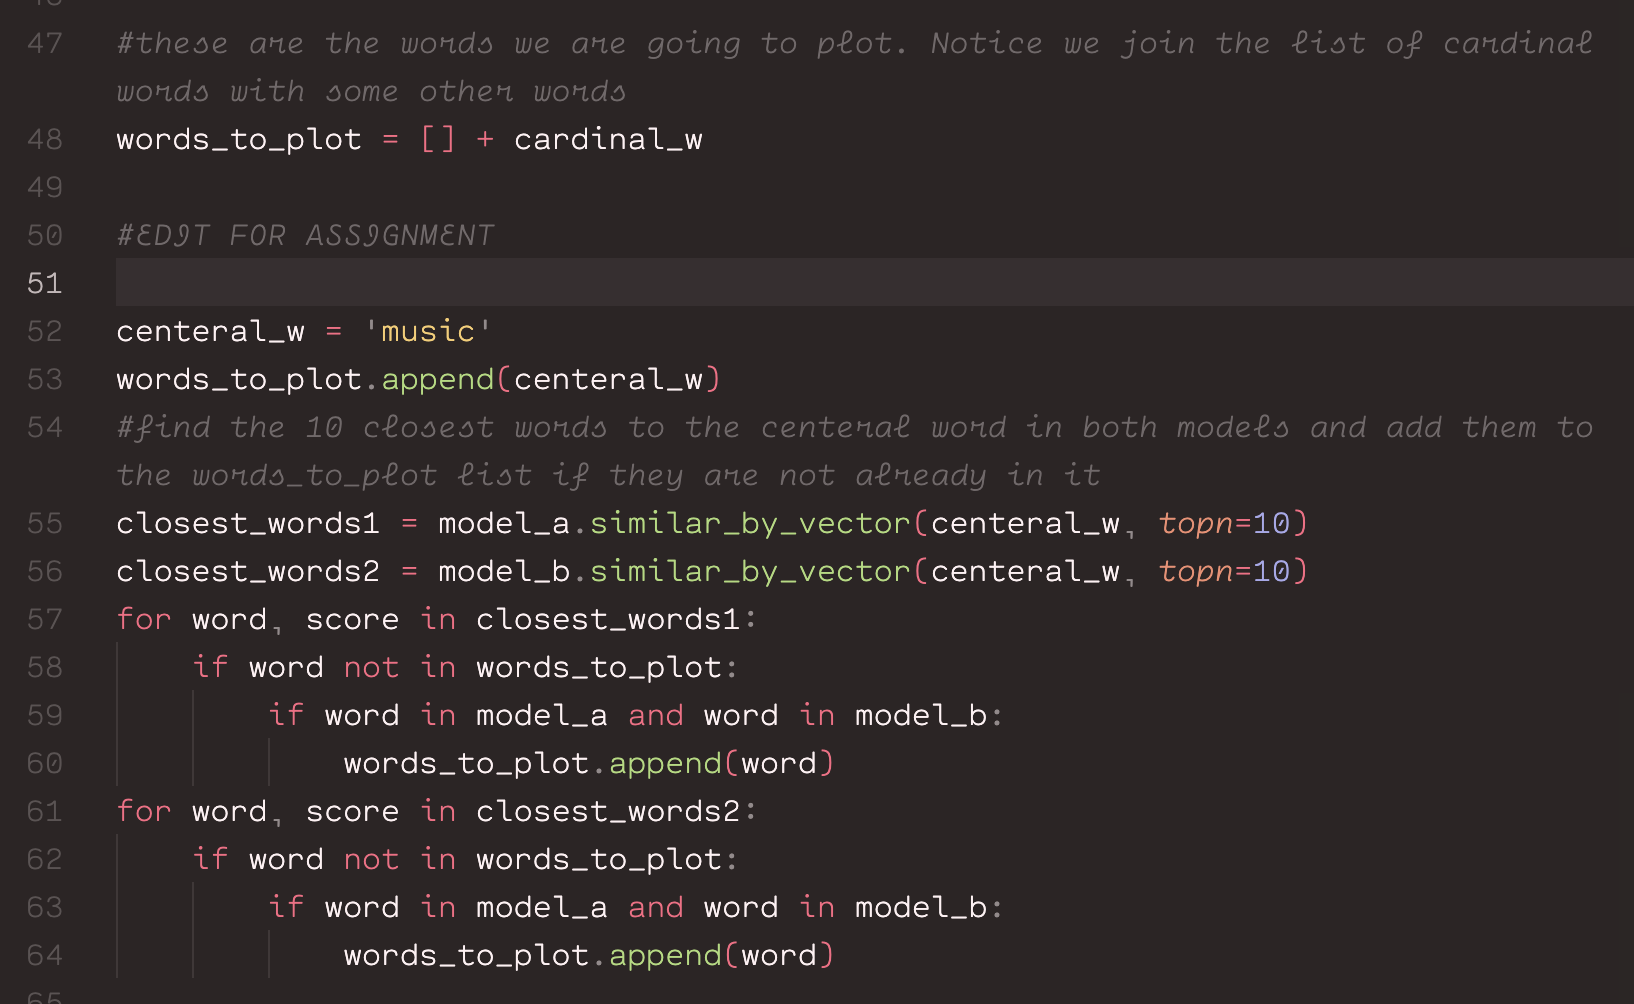 47 #these are the words we are going to plot. Notice we join the list of cardinal
words with some other words
48 words_to_plot = [] + cardinal_w
49
50 #EDIT FOR ASSIGNMENT
51
52 centeral_w = 'music'
53 words_to_plot.append(centeral_w)
54 #find the 10 closest words to the centeral word in both models and add them to
the words_to_plot list if they are not already in it
55 closest_words1 = model_a.similar_by_vector(centeral_w, topn=10)
56 closest_words2 = model_b.similar_by_vector(centeral_w, topn=10)
57 for word, score in closest_words1:
58     if word not in words_to_plot:
59         if word in model_a and word in model_b:
60             words_to_plot.append(word)
61 for word, score in closest_words2:
62     if word not in words_to_plot:
63         if word in model_a and word in model_b:
64             words_to_plot.append(word)